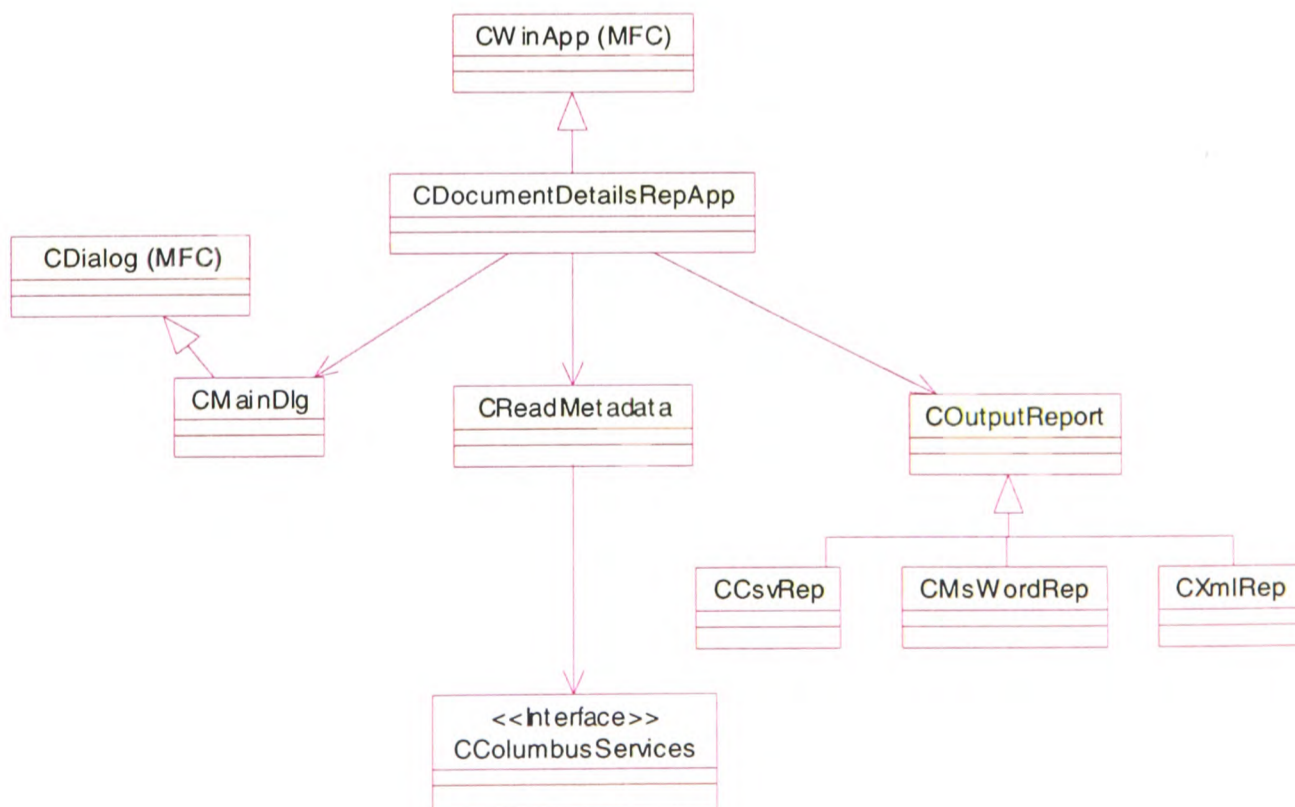 CWinApp (MFC)
CDocumentDetailsRepApp
CDialog (MFC)
CMainDlg
CReadMetadata
COutputReport
CCsvRep
CMsWordRep
CXmlRep
<<Interface>>
CColumbusServices